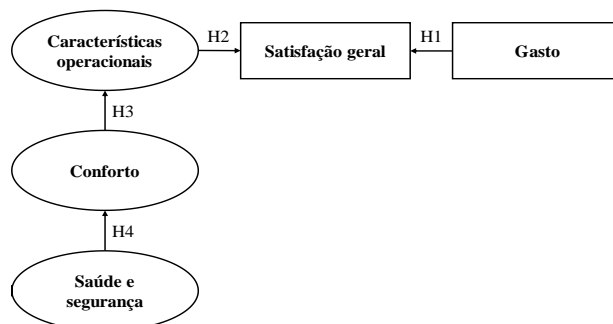 Características
operacionais
H2
Satisfação geral
H1
Gasto
H3
Conforto
H4
Saúde e
segurança